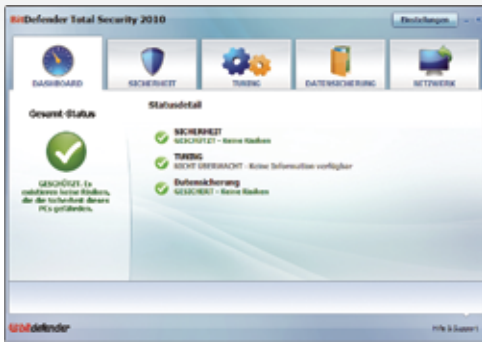 BitDefender Total Security 2010
Einstellungen
DASHBOARD
SICHERHEIT
TUNING
DATENSICHERUNG
NETZWERK
Gesamt-Status
GESCHÜTZT. Es
existieren keine Risiken,
die die Sicherheit dieses
PCs gefährden.
Statusdetail
SICHERHEIT
GESCHÜTZT - Keine Risiken
TUNING
NICHT ÜBERWACHT - Keine Information verfügbar
Datensicherung
GESICHERT - Keine Risiken
bitdefender
Hilfe & Support